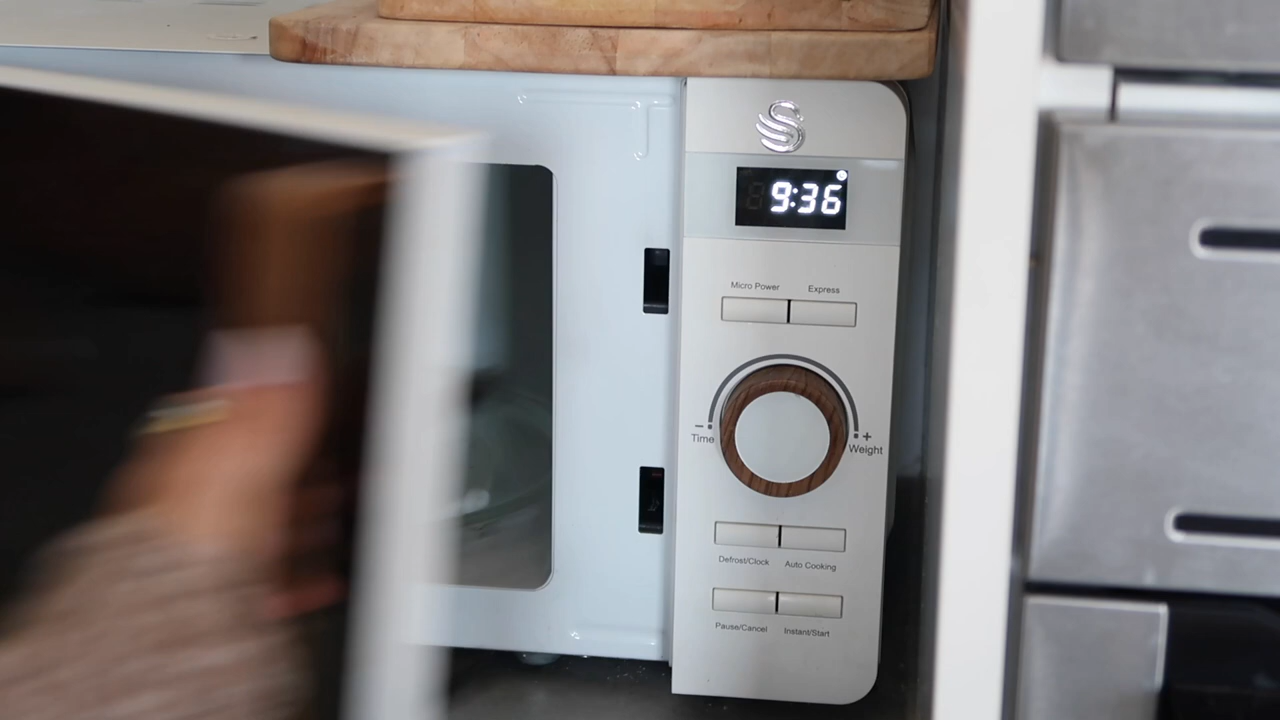 9:36
Micro Power Express
- +
Time Weight
Defrost/Clock Auto Cooking
Pause/Cancel Instant/Start